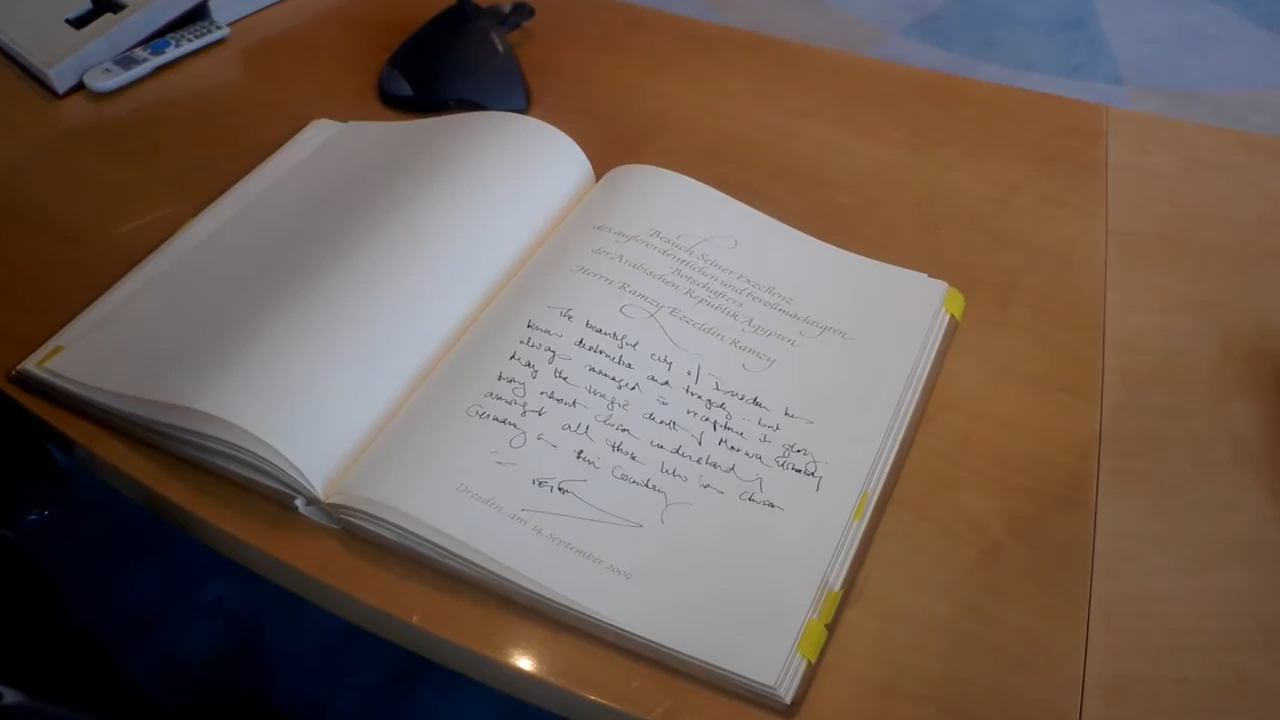 Besuch Seiner Exzellenz
des außerordentlichen und bevollmächtigten
Botschafters
der Arabischen Republik Ägypten
Herrn Ramzy Ezzeldin Ramzy
The beautiful city of Dresden has
known destruction and tragedy .. but
always managed to recapture its glory.
May the tragic death of Marwa Elsherbiny
bring about closer understanding
amongst all those who have chosen
Germany as their Country
Dresden, am 14. September 2009